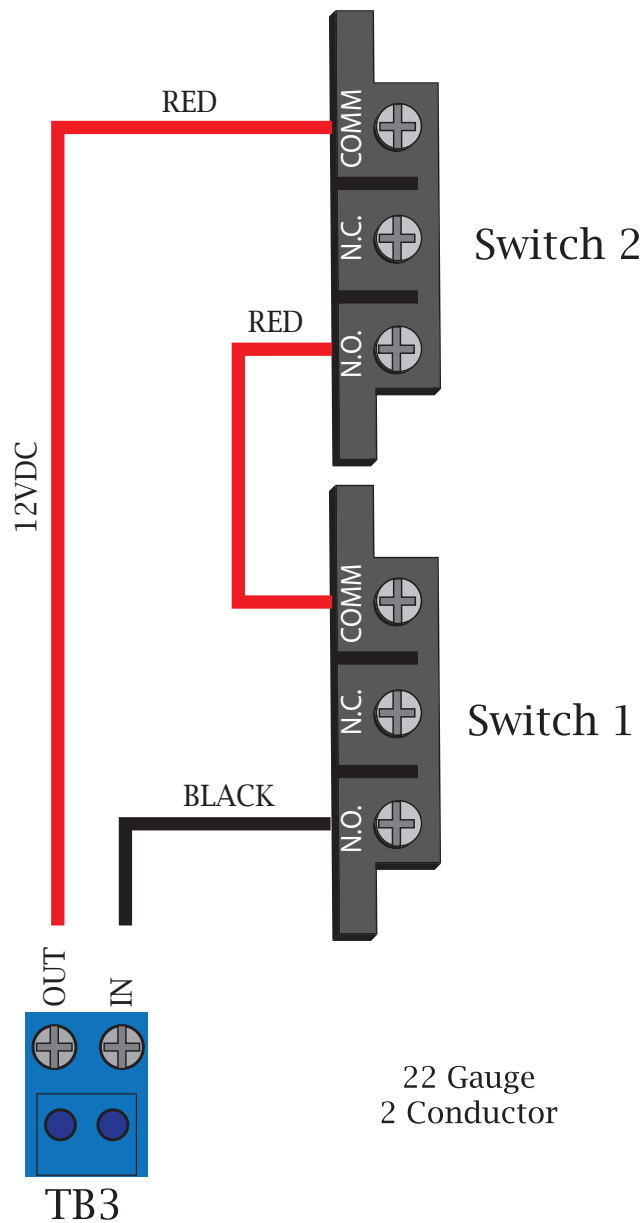 RED
COMM
N.C.
Switch 2
RED
N.O.
12VDC
COMM
N.C.
Switch 1
BLACK
N.O.
OUT
IN
22 Gauge
2 Conductor
TB3